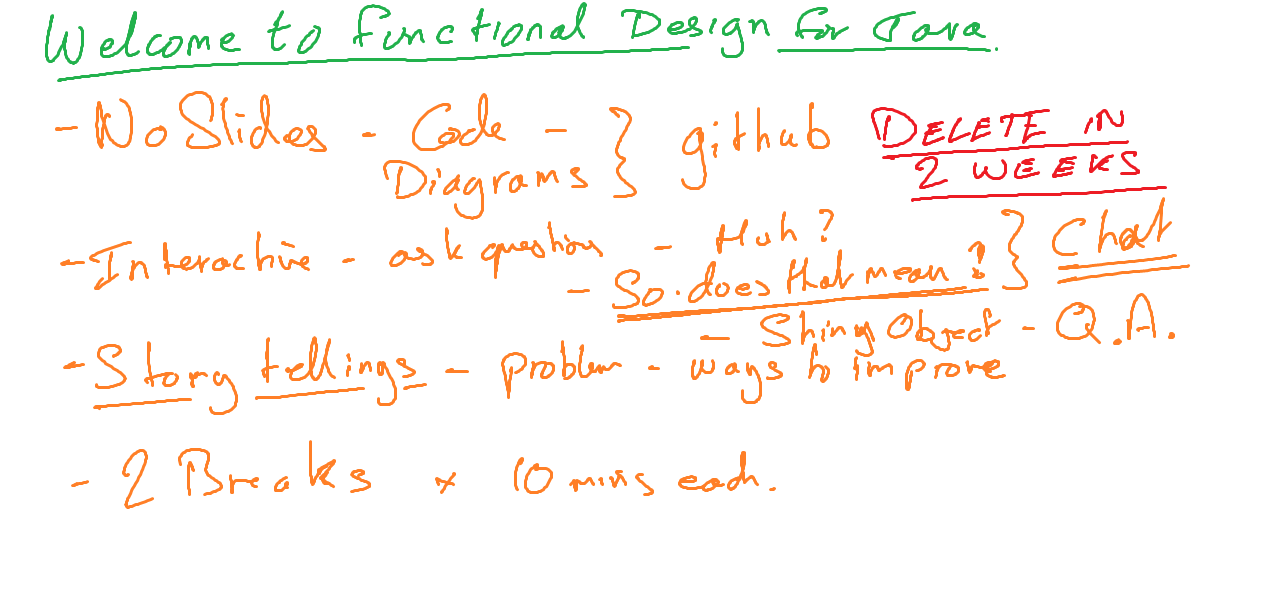 Welcome to functional Design for Java.
- No Slides - Code - } github DELETE IN
Diagrams 2 WEEKS
- Interactive - ask questions - Huh? } Chat
- So. does that mean?
- Shiny Object - Q.A.
- Story tellings - problem - ways to improve
- 2 Breaks x 10 mins each.